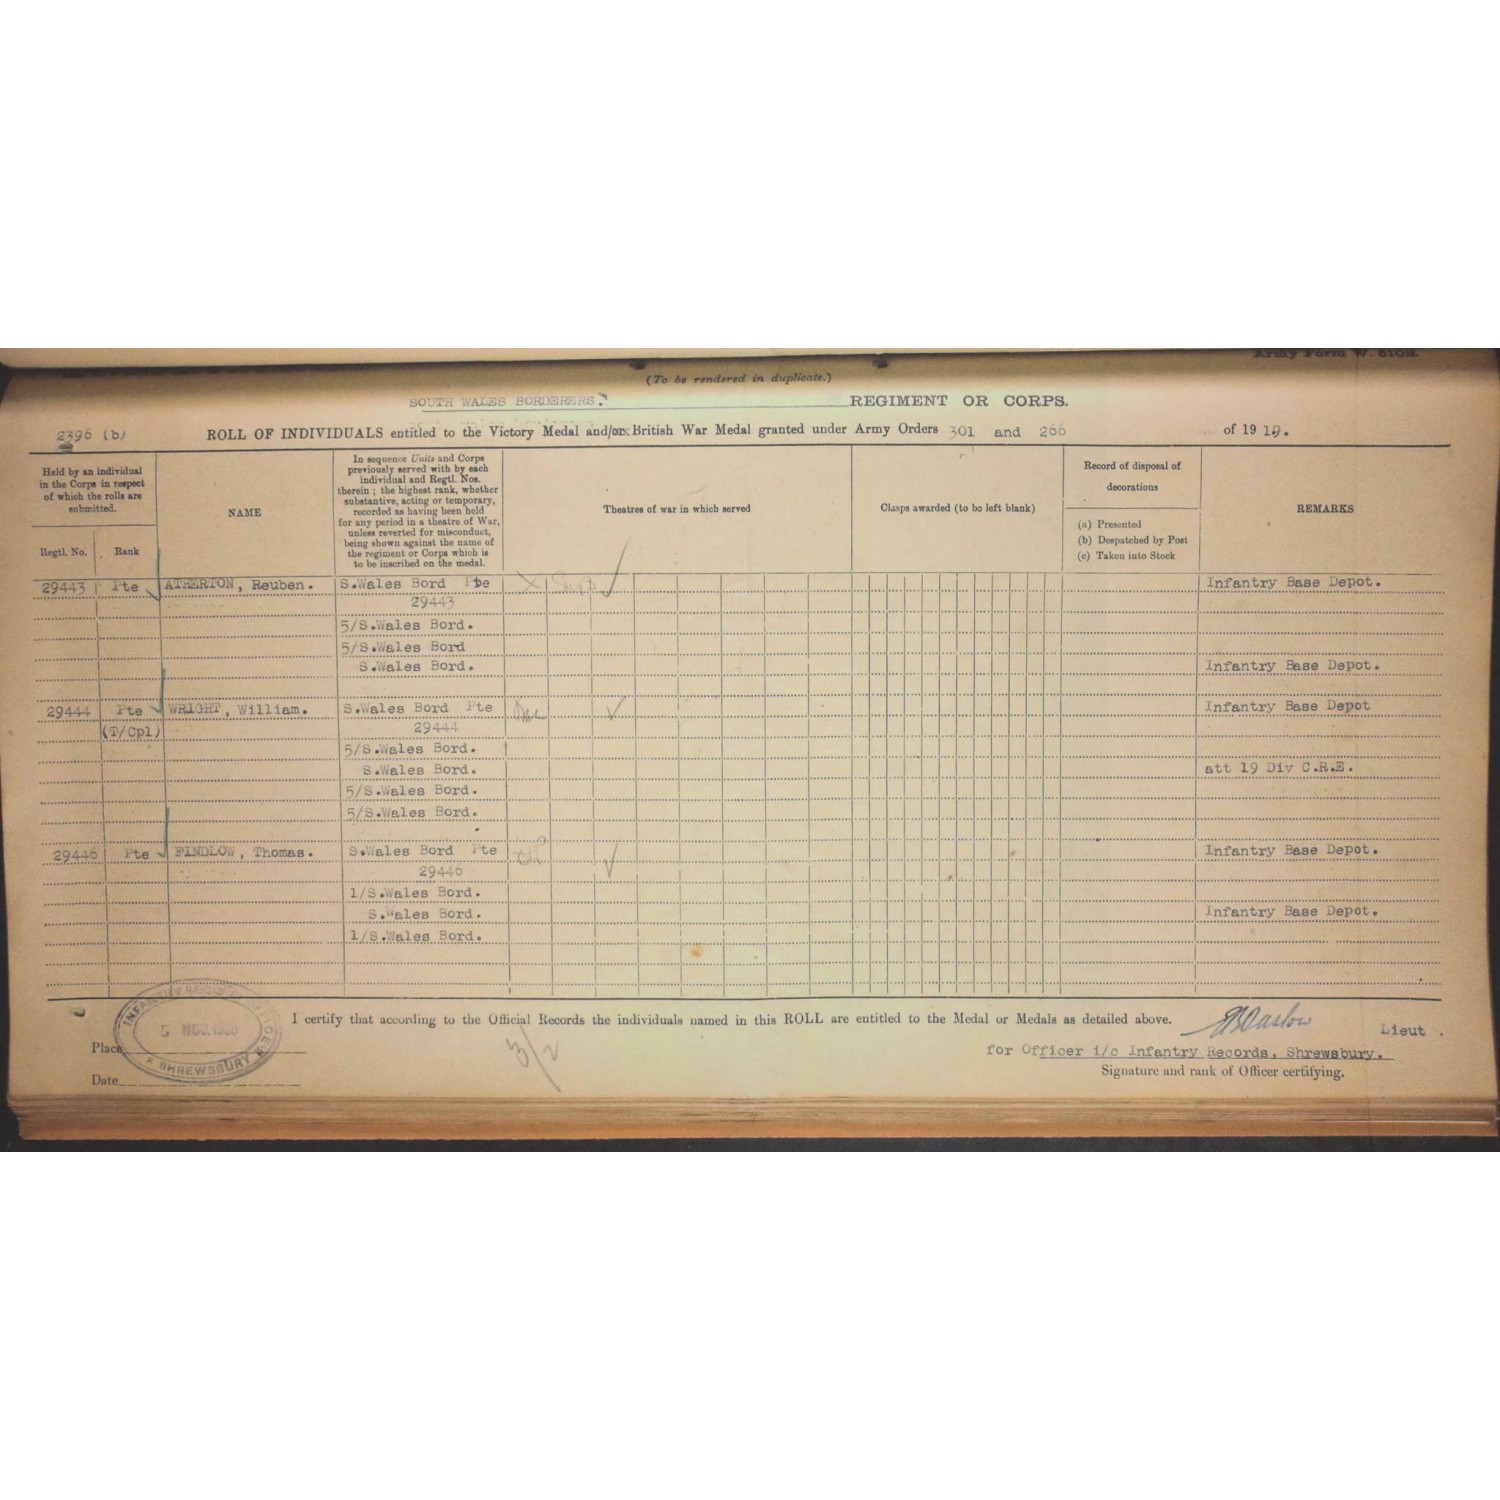 Army Form W. 5102.
(To be rendered in duplicate.)
SOUTH WALES BORDERERS. REGIMENT OR CORPS.
2396 (b) ROLL OF INDIVIDUALS entitled to the Victory Medal and/or British War Medal granted under Army Orders 301 and 266 of 1919.
Held by an individual
in the Corps in respect
of which the rolls are
submitted.
Regtl. No. Rank
NAME
In sequence Units and Corps
previously served with by each
individual and Regtl. Nos.
therein ; the highest rank, whether
substantive, acting or temporary,
recorded as having been held
for any period in a theatre of War,
unless reverted for misconduct,
being shown against the name of
the regiment or Corps which is
to be inscribed on the medal.
Theatres of war in which served
Clasps awarded (to be left blank)
Record of disposal of
decorations
(a) Presented
(b) Despatched by Post
(c) Taken into Stock
REMARKS
29443 Pte ATHERTON, Reuben. S.Wales Bord Pte Infantry Base Depot.
29443
5/S.Wales Bord.
5/S.Wales Bord
S.Wales Bord. Infantry Base Depot.
29444 Pte WRIGHT, William. S.Wales Bord Pte Infantry Base Depot
(T/Cpl) 29444
5/S.Wales Bord.
S.Wales Bord. att 19 Div C.R.E.
5/S.Wales Bord.
5/S.Wales Bord.
29446 Pte FINDLOW, Thomas. S.Wales Bord Pte Infantry Base Depot.
29446
1/S.Wales Bord.
S.Wales Bord. Infantry Base Depot.
1/S.Wales Bord.
I certify that according to the Official Records the individuals named in this ROLL are entitled to the Medal or Medals as detailed above.
Lieut .
Place
for Officer i/c Infantry Records, Shrewsbury.
Signature and rank of Officer certifying.
Date
SHREWSBURY
3/2